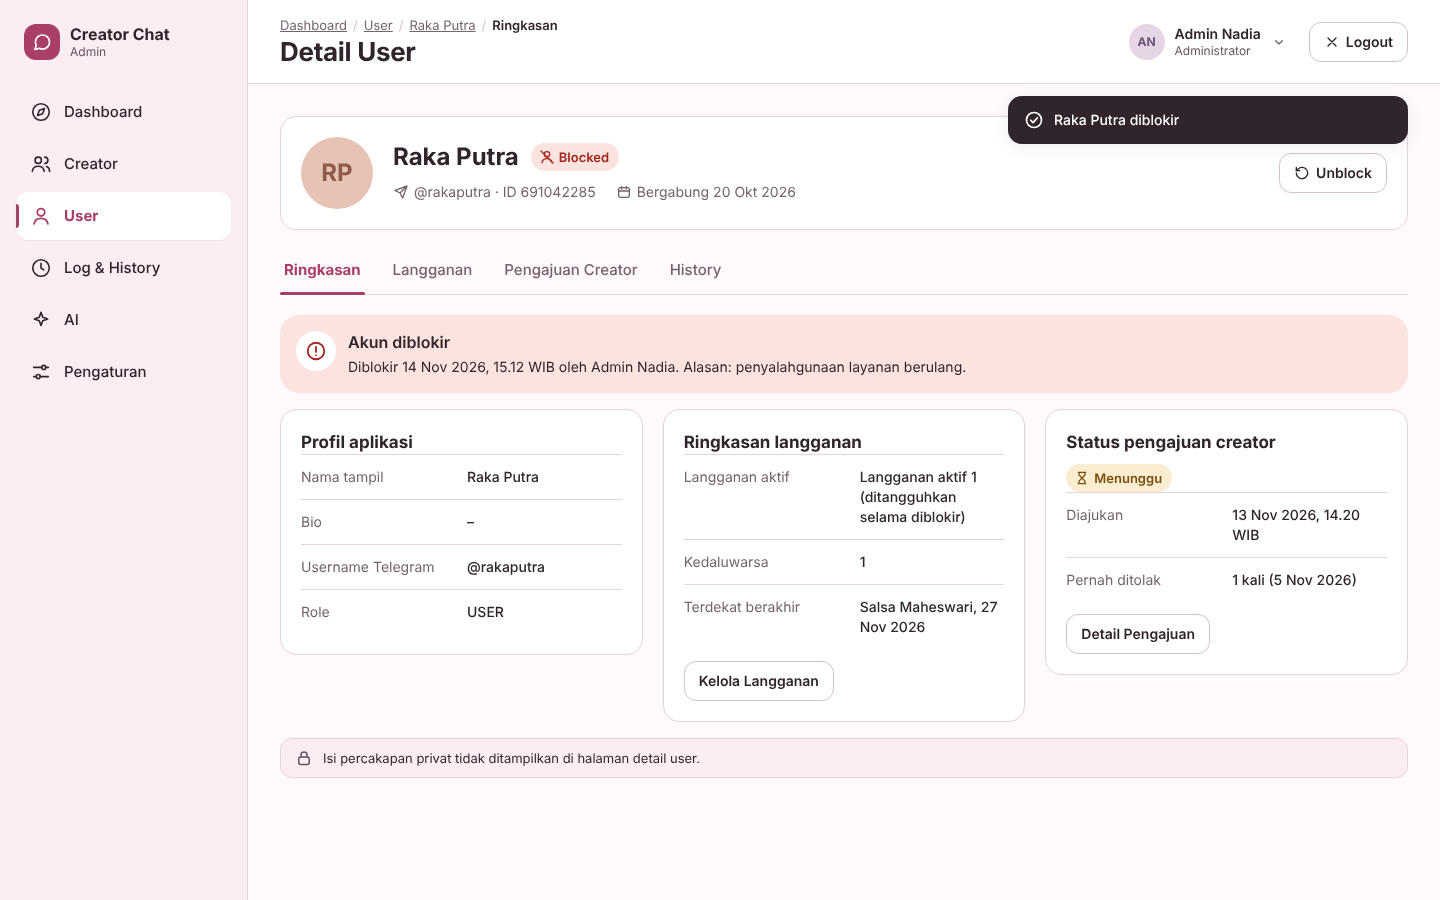 Creator Chat
Admin
Dashboard
Creator
User
Log & History
AI
Pengaturan
Dashboard / User / Raka Putra / Ringkasan
Detail User
AN
Admin Nadia
Administrator
Logout
Raka Putra diblokir
RP
Raka Putra
Blocked
@rakaputra · ID 691042285
Bergabung 20 Okt 2026
Unblock
Ringkasan
Langganan
Pengajuan Creator
History
Akun diblokir
Diblokir 14 Nov 2026, 15.12 WIB oleh Admin Nadia. Alasan: penyalahgunaan layanan berulang.
Profil aplikasi
Nama tampil
Raka Putra
Bio
–
Username Telegram
@rakaputra
Role
USER
Ringkasan langganan
Langganan aktif
Langganan aktif 1
(ditangguhkan
selama diblokir)
Kedaluwarsa
1
Terdekat berakhir
Salsa Maheswari, 27
Nov 2026
Kelola Langganan
Status pengajuan creator
Menunggu
Diajukan
13 Nov 2026, 14.20
WIB
Pernah ditolak
1 kali (5 Nov 2026)
Detail Pengajuan
Isi percakapan privat tidak ditampilkan di halaman detail user.